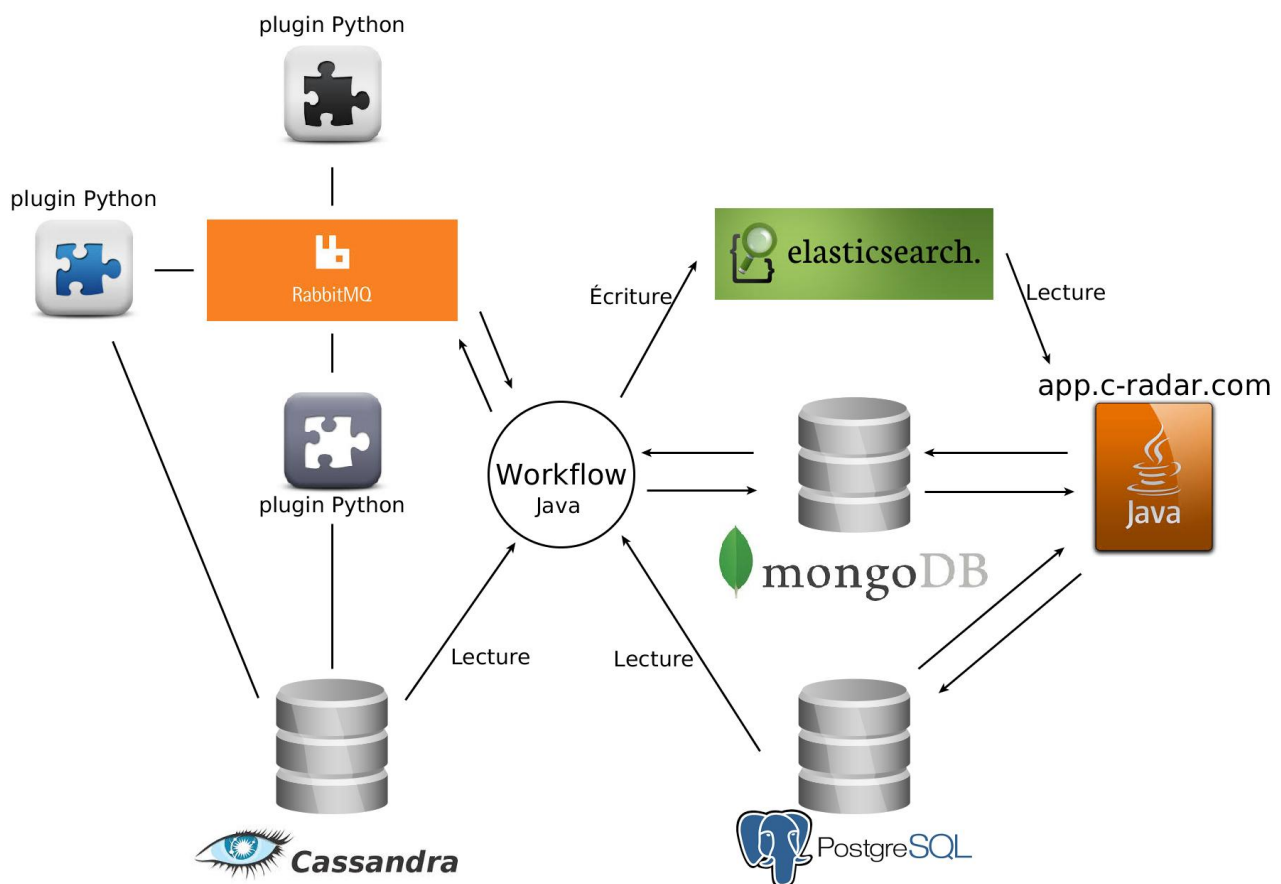 plugin Python
plugin Python
RabbitMQ
elasticsearch.
Écriture
Lecture
app.c-radar.com
Java
plugin Python
Workflow
Java
mongoDB
Lecture
Lecture
Cassandra
PostgreSQL